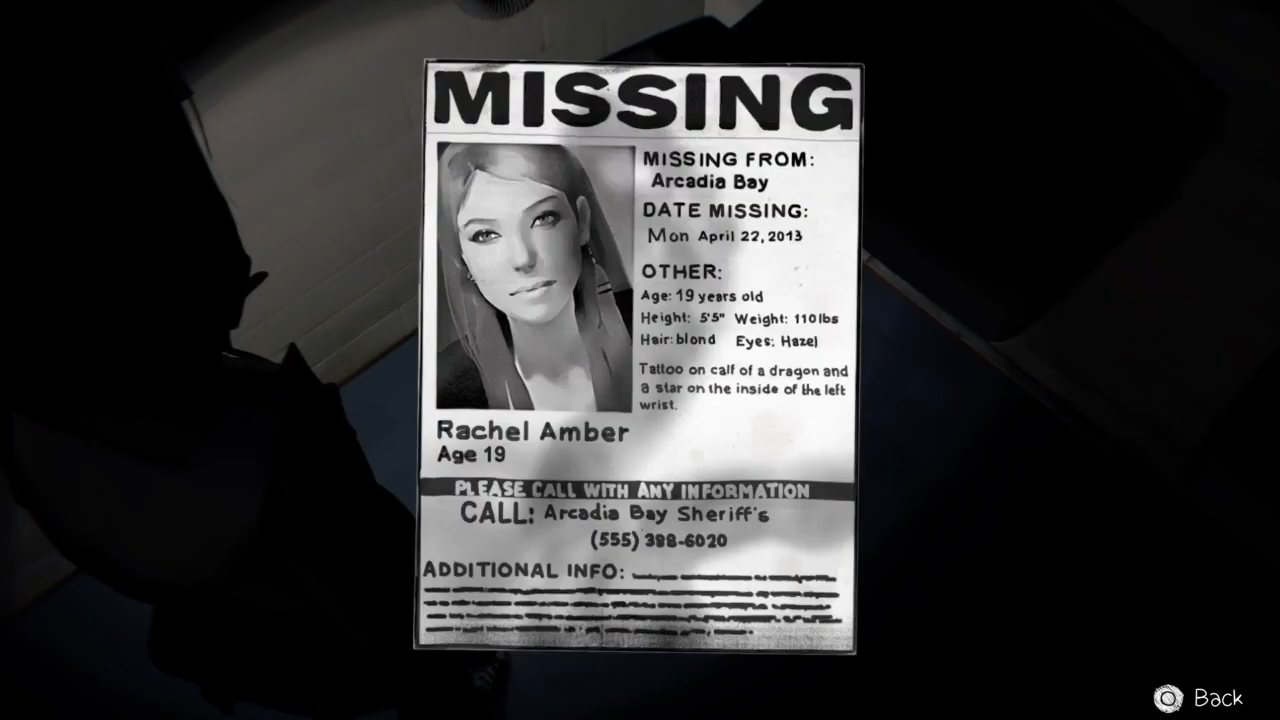 MISSING
MISSING FROM:
Arcadia Bay
DATE MISSING:
Mon April 22, 2013
OTHER:
Age: 19 years old
Height: 5'5" Weight: 110lbs
Hair: blond Eyes: Hazel
Tattoo on calf of a dragon and
a star on the inside of the left
wrist.
Rachel Amber
Age 19
PLEASE CALL WITH ANY INFORMATION
CALL: Arcadia Bay Sheriff's
(555) 388-6020
ADDITIONAL INFO:
Back